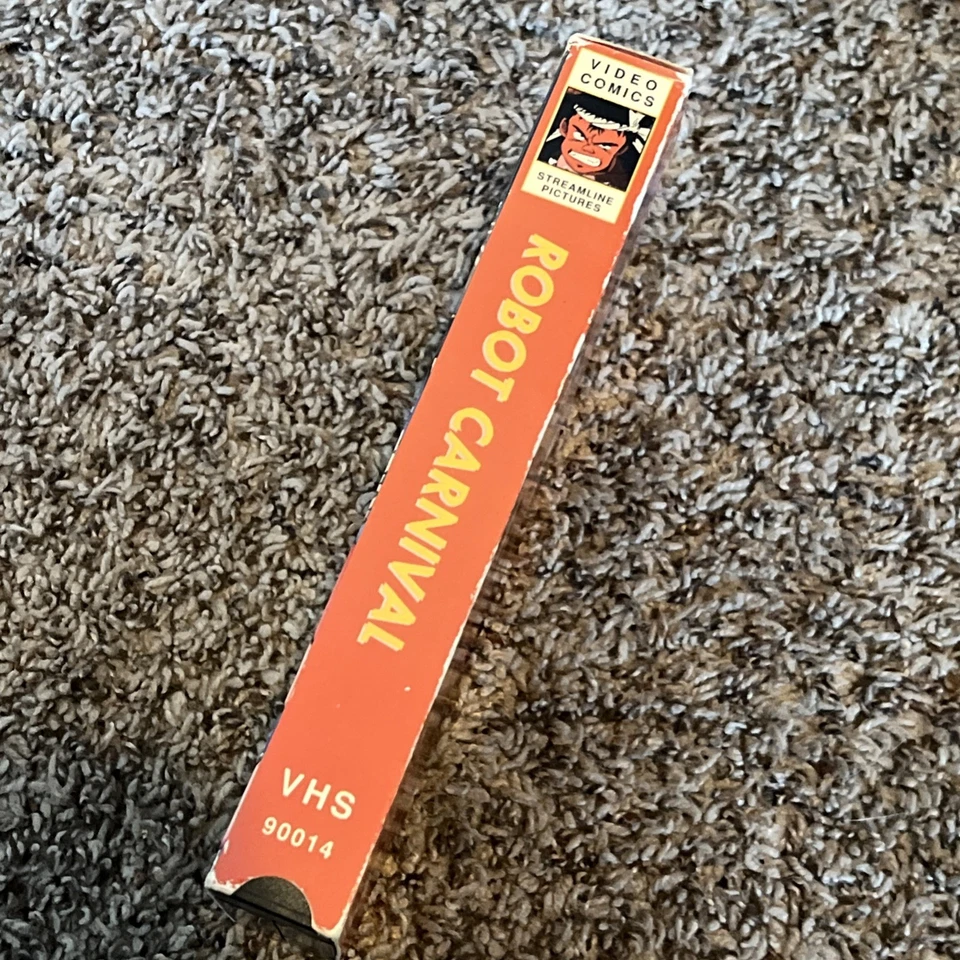 VIDEO
COMICS
STREAMLINE
PICTURES
ROBOT CARNIVAL
VHS
90014